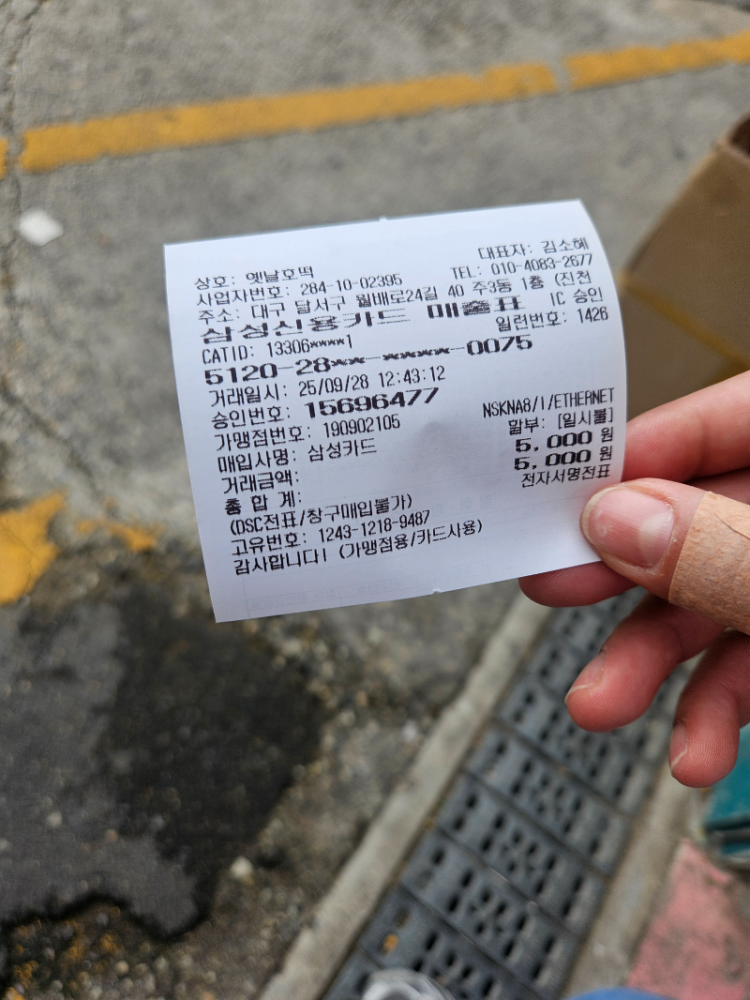 상호: 옛날호떡 대표자: 김소혜
사업자번호: 284-10-02395 TEL: 010-4083-2677
주소: 대구 달서구 월배로24길 40 주3동 1층 (진천
삼성신용카드 매출표 IC 승인
CATID: 13306****1 일련번호: 1426
5120-28**-****-0075
거래일시: 25/09/28 12:43:12
승인번호: 15696477 NSKNA8/1/ETHERNET
가맹점번호: 190902105 할부: [일시불]
매입사명: 삼성카드
거래금액: 5,000 원
총 합 계: 5,000 원
(DSC전표/창구매입불가) 전자서명전표
고유번호: 1243-1218-9487
감사합니다! (가맹점용/카드사용)